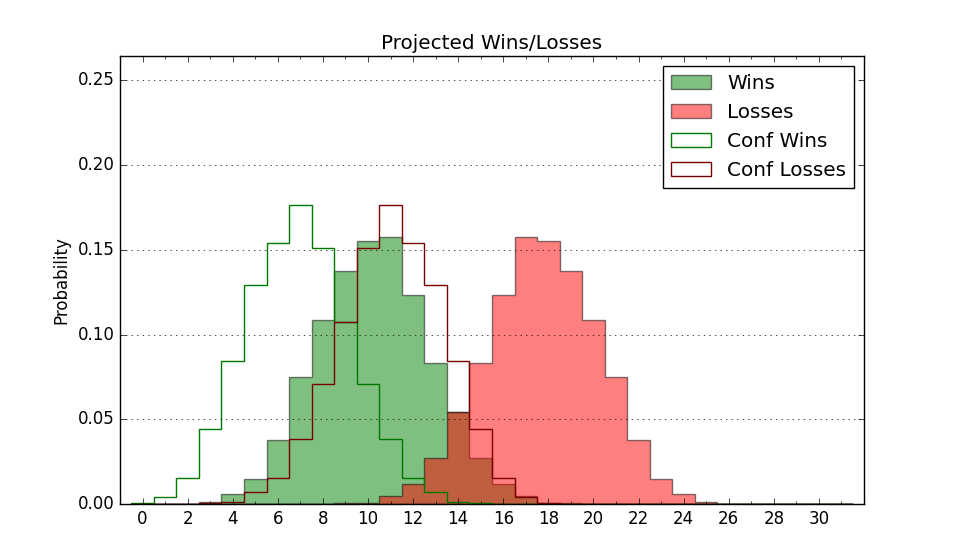 Projected Wins/Losses
Wins
Losses
Conf Wins
Conf Losses
Probability
0.25
0.20
0.15
0.10
0.05
0.00
0 2 4 6 8 10 12 14 16 18 20 22 24 26 28 30